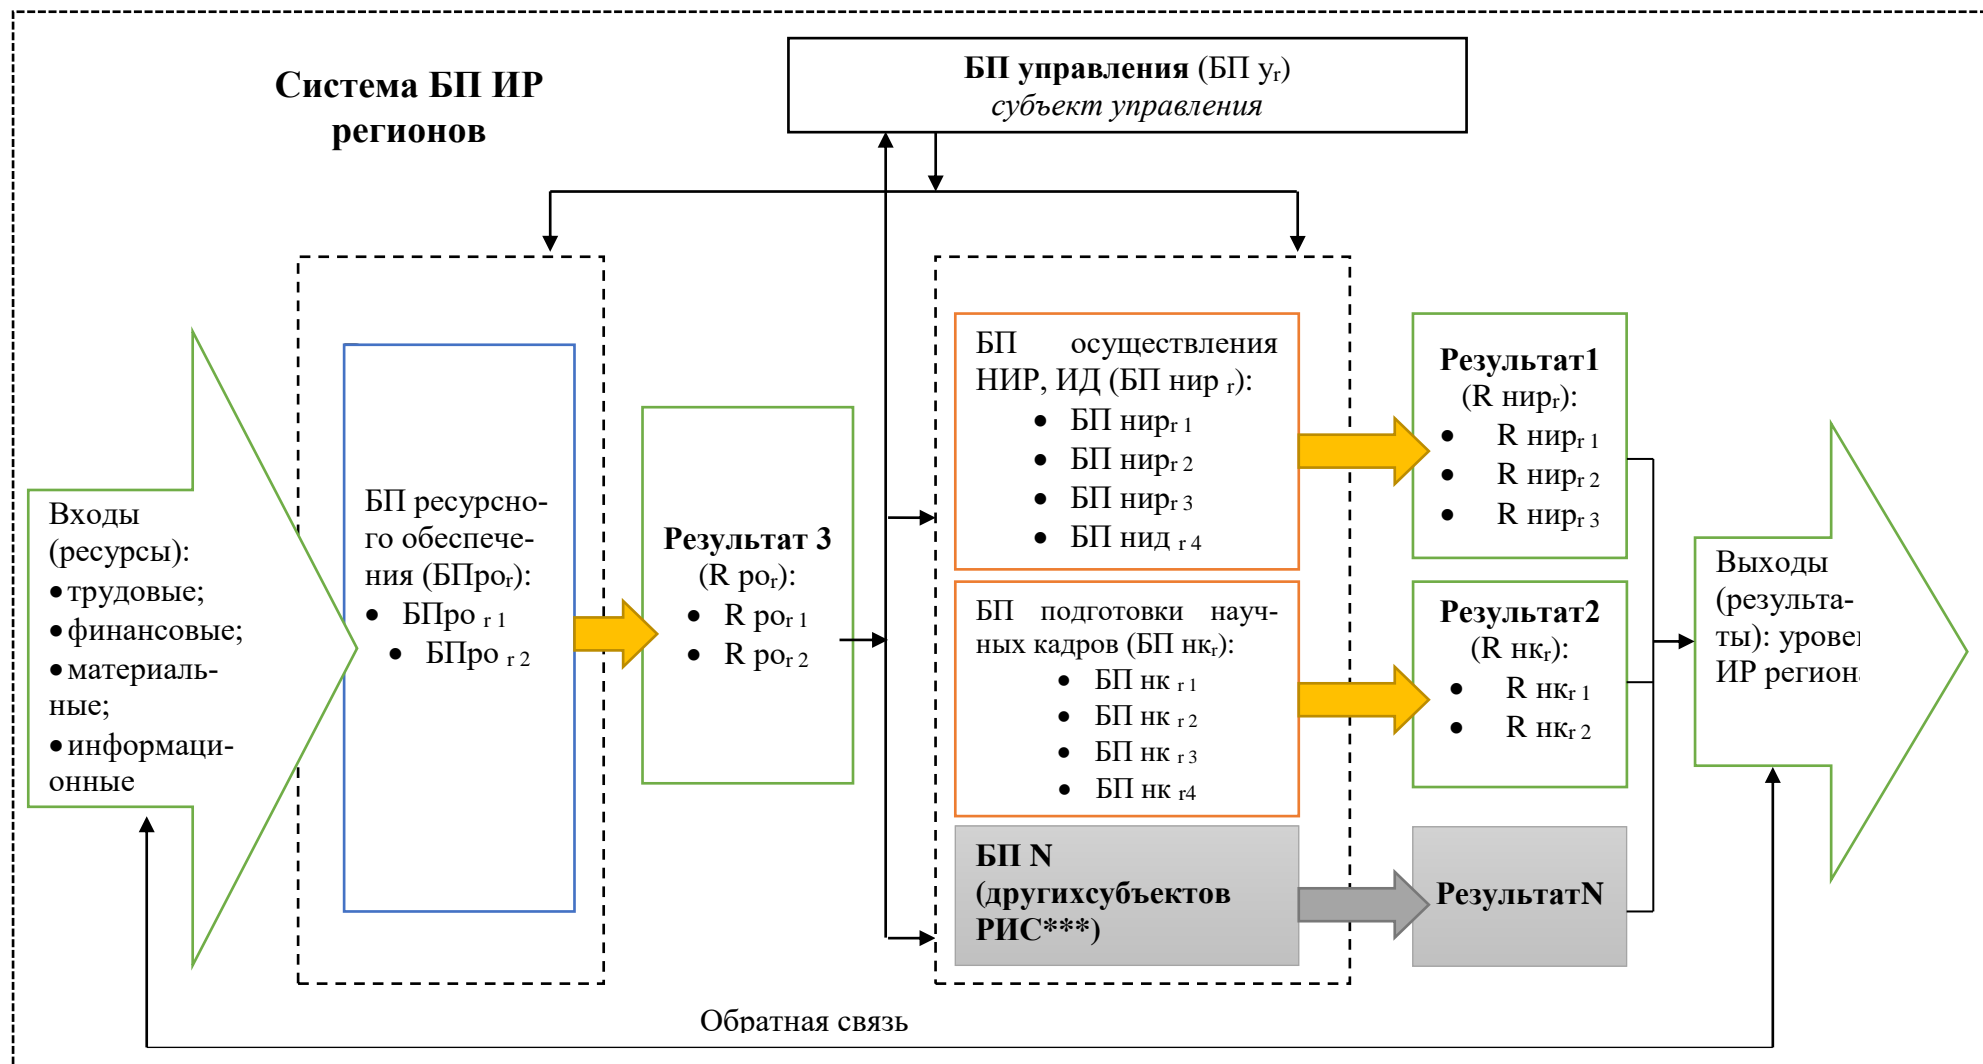 Система БП ИР
регионов
БП управления (БП уr)
субъект управления
Входы
(ресурсы):
• трудовые;
• финансовые;
• материаль-
ные;
• информаци-
онные
БП ресурсно-
го обеспече-
ния (БПроr):
• БПро r 1
• БПро r 2
Результат 3
(R роr):
• R роr 1
• R роr 2
БП осуществления
НИР, ИД (БП нир r):
• БП нирr 1
• БП нирr 2
• БП нирr 3
• БП нид r 4
БП подготовки науч-
ных кадров (БП нкr):
• БП нк r 1
• БП нк r 2
• БП нк r 3
• БП нк r4
БП N
(другихсубъектов
РИС***)
Результат1
(R нирr):
• R нирr 1
• R нирr 2
• R нирr 3
Результат2
(R нкr):
• R нкr 1
• R нкr 2
РезультатN
Выходы
(результа-
ты): уровен
ИР регион
Обратная связь